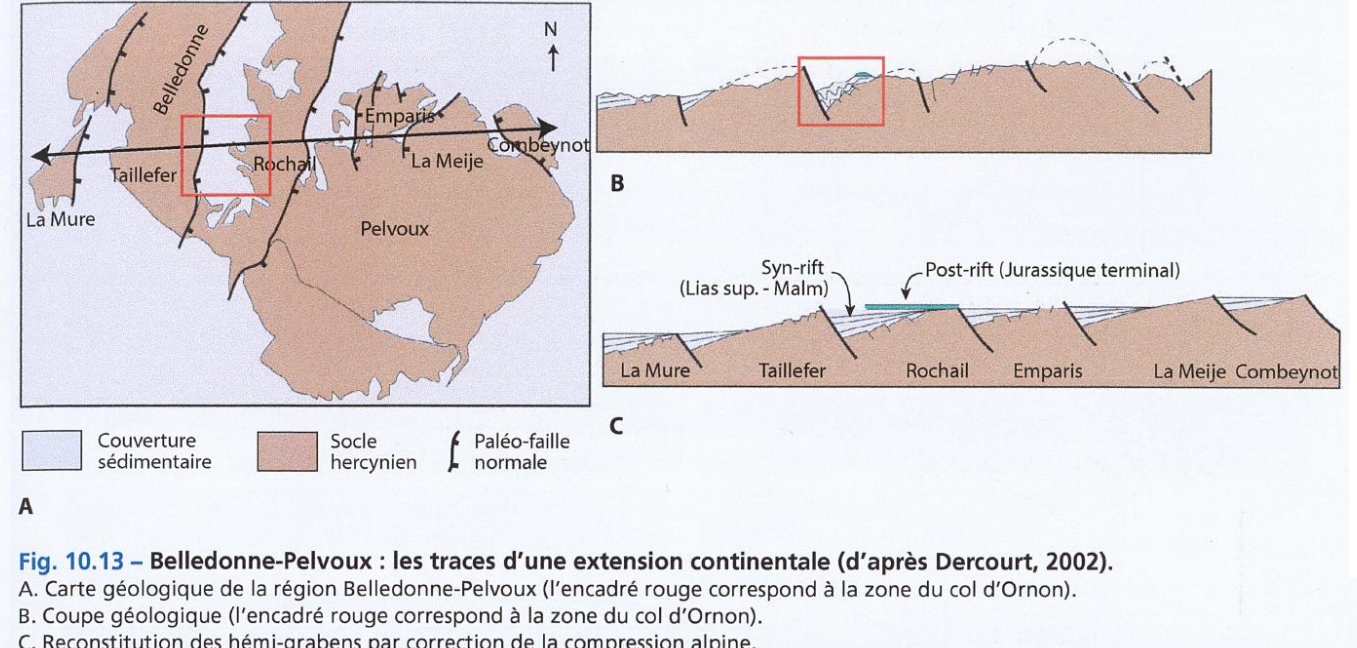 N
Belledonne
Emparis
Combeynot
Rochail
La Meije
Taillefer
La Mure
Pelvoux
B
Syn-rift
(Lias sup. - Malm)
Post-rift (Jurassique terminal)
La Mure
Taillefer
Rochail
Emparis
La Meije
Combeynot
C
Couverture
sédimentaire
Socle
hercynien
Paléo-faille
normale
A
Fig. 10.13 – Belledonne-Pelvoux : les traces d'une extension continentale (d'après Dercourt, 2002).
A. Carte géologique de la région Belledonne-Pelvoux (l'encadré rouge correspond à la zone du col d'Ornon).
B. Coupe géologique (l'encadré rouge correspond à la zone du col d'Ornon).
C. Reconstitution des hémi-grabens par correction de la compression alpine.